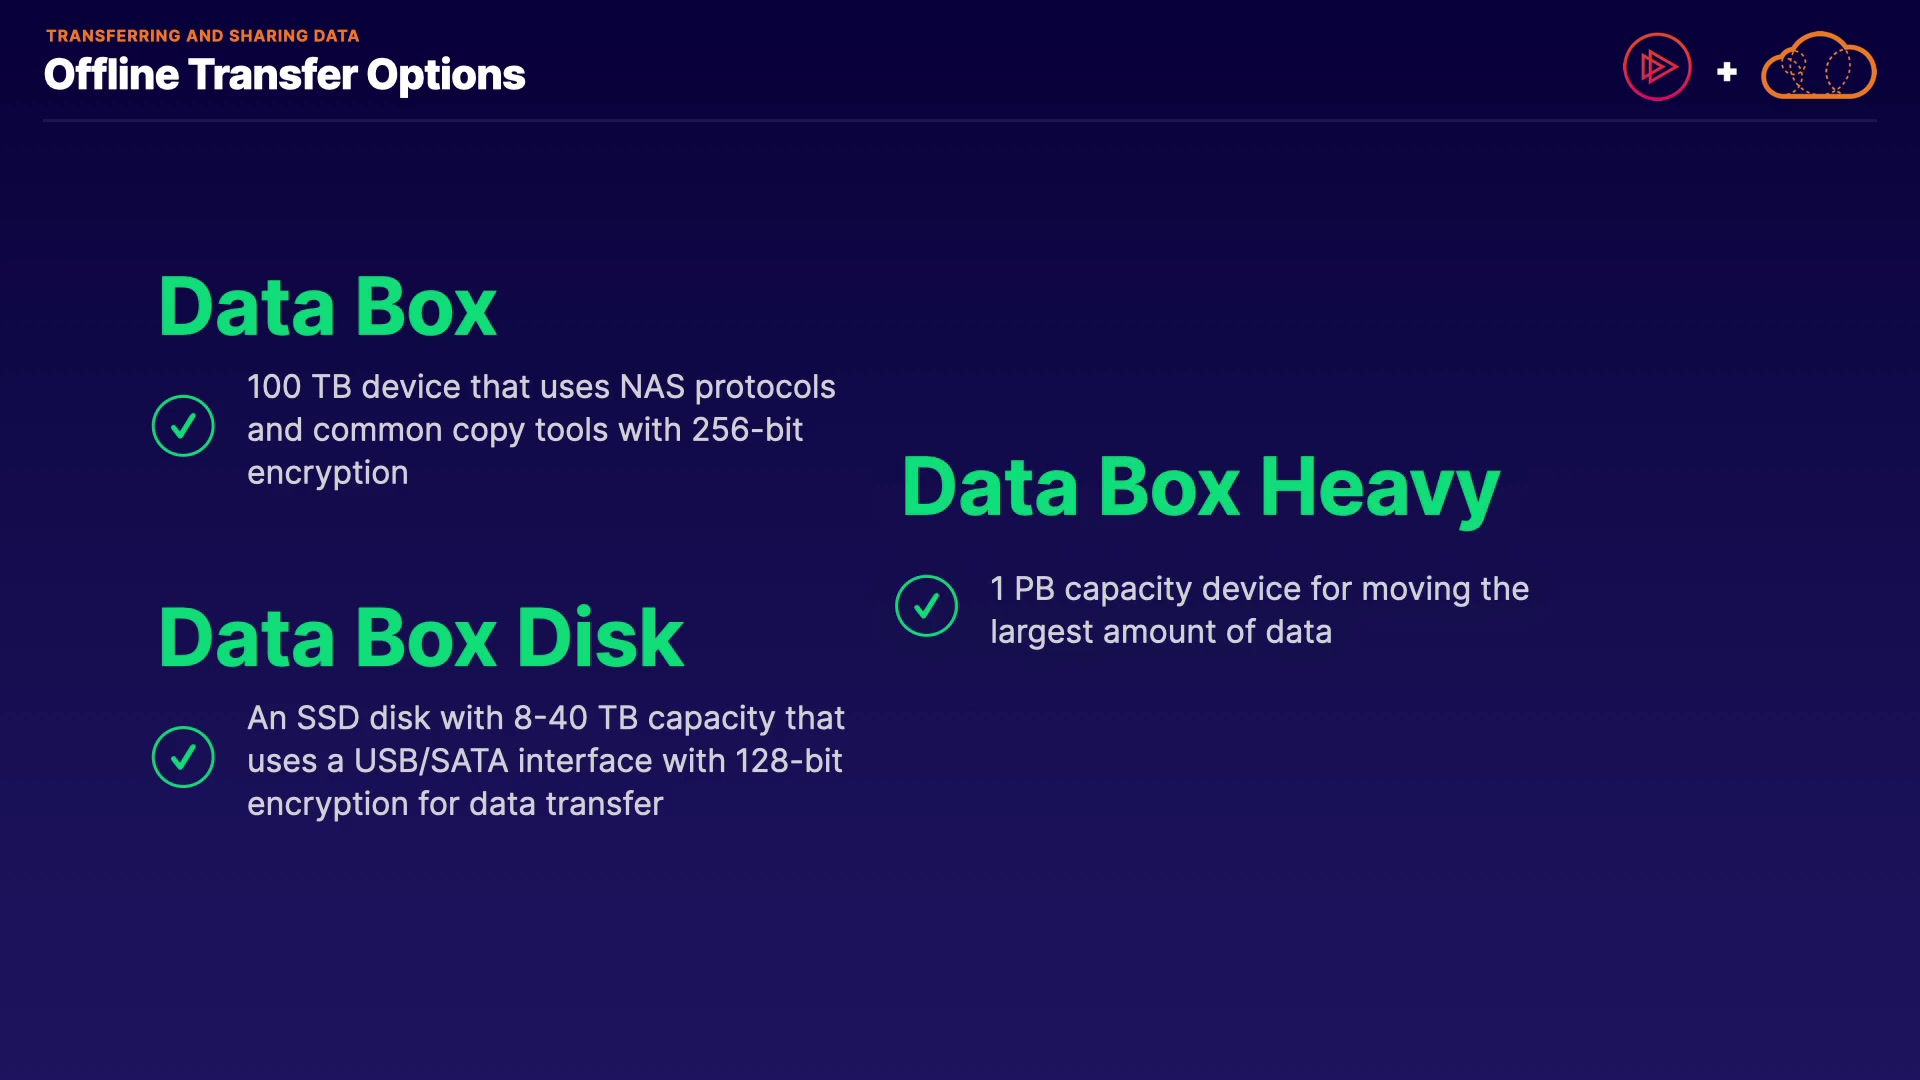 TRANSFERRING AND SHARING DATA
Offline Transfer Options
Data Box
100 TB device that uses NAS protocols
and common copy tools with 256-bit
encryption
Data Box Disk
An SSD disk with 8-40 TB capacity that
uses a USB/SATA interface with 128-bit
encryption for data transfer
Data Box Heavy
1 PB capacity device for moving the
largest amount of data